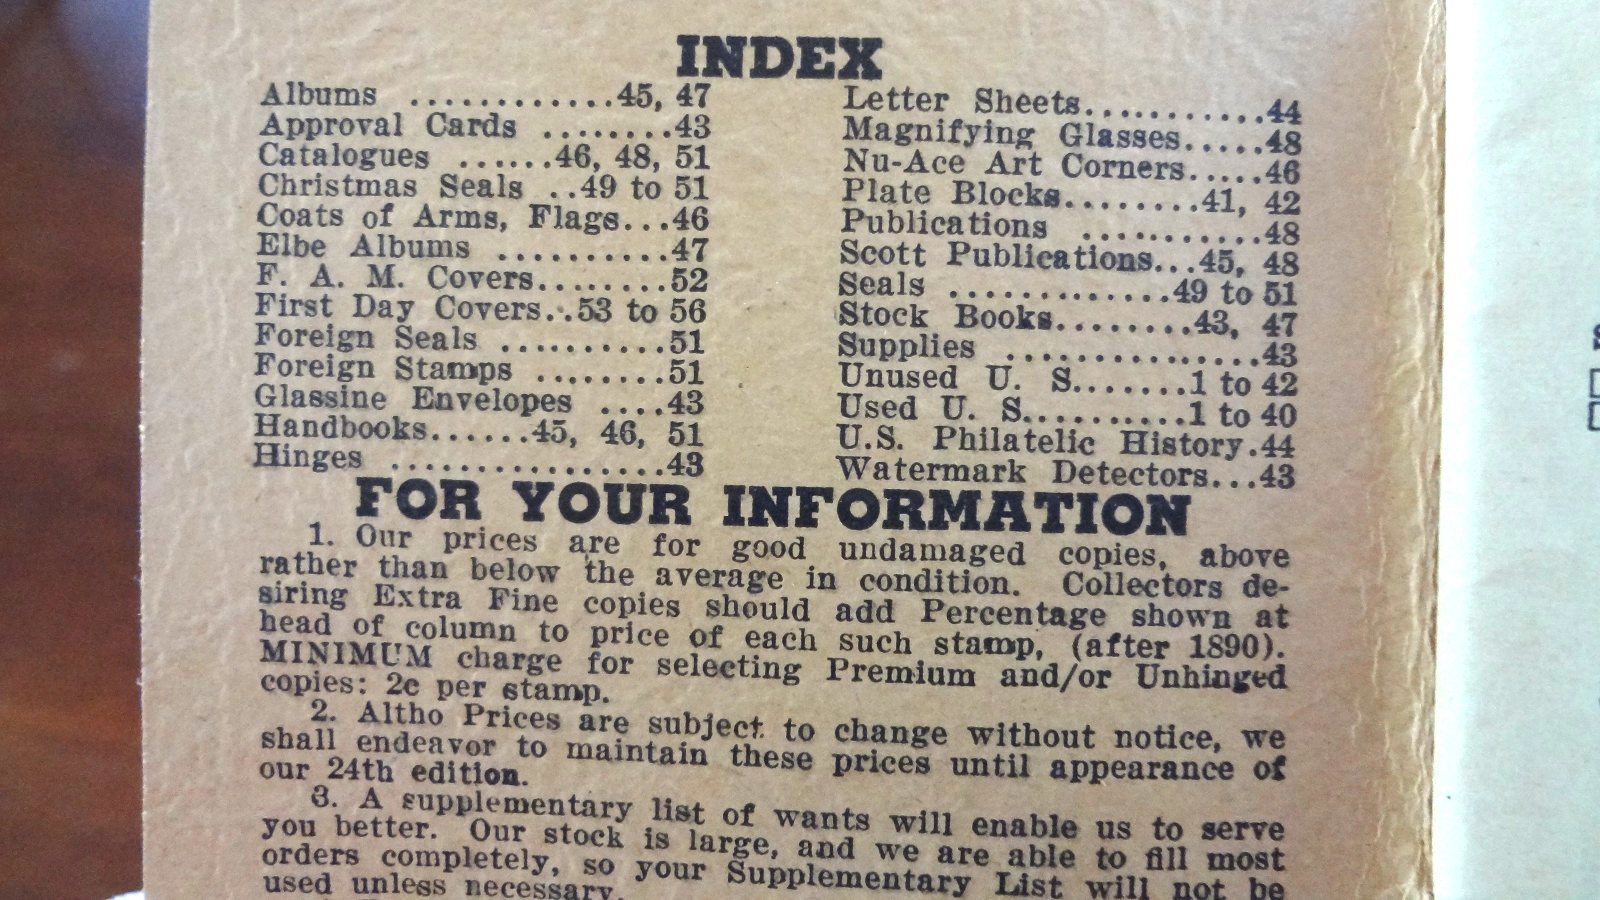 INDEX
Albums ............45, 47
Approval Cards ........43
Catalogues ......46, 48, 51
Christmas Seals ..49 to 51
Coats of Arms, Flags...46
Elbe Albums ...........47
F. A. M. Covers........52
First Day Covers...53 to 56
Foreign Seals ..........51
Foreign Stamps ........51
Glassine Envelopes ....43
Handbooks......45, 46, 51
Hinges .................43
Letter Sheets............44
Magnifying Glasses.....48
Nu-Ace Art Corners.....46
Plate Blocks........41, 42
Publications ...........48
Scott Publications...45, 48
Seals .............49 to 51
Stock Books........43, 47
Supplies ...............43
Unused U. S.......1 to 42
Used U. S..........1 to 40
U.S. Philatelic History.44
Watermark Detectors...43
FOR YOUR INFORMATION
1. Our prices are for good undamaged copies, above
rather than below the average in condition. Collectors de-
siring Extra Fine copies should add Percentage shown at
head of column to price of each such stamp, (after 1890).
MINIMUM charge for selecting Premium and/or Unhinged
copies: 2c per stamp.
2. Altho Prices are subject to change without notice, we
shall endeavor to maintain these prices until appearance of
our 24th edition.
3. A supplementary list of wants will enable us to serve
you better. Our stock is large, and we are able to fill most
orders completely, so your Supplementary List will not be
used unless necessary.